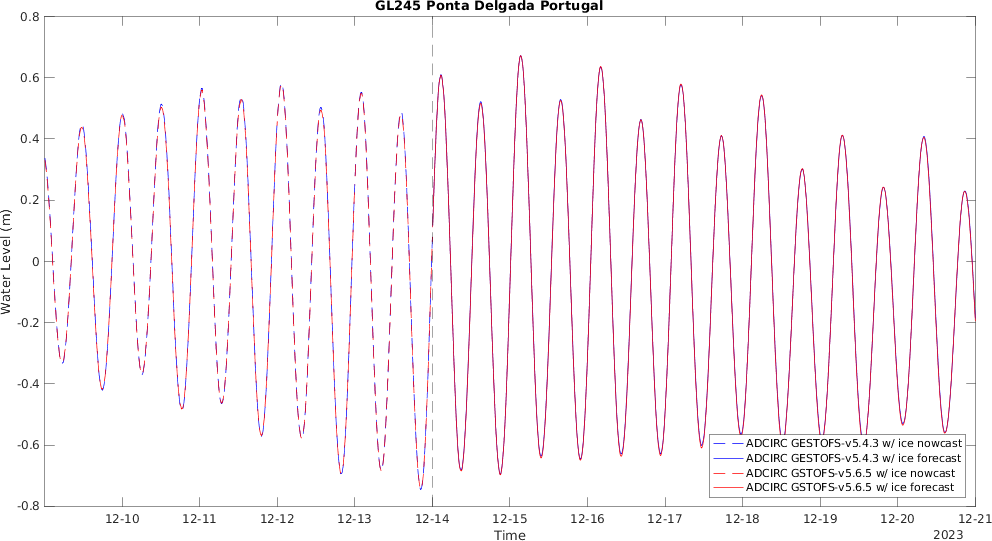 GL245 Ponta Delgada Portugal
0.8
0.6
0.4
0.2
0
-0.2
-0.4
-0.6
-0.8
Water Level (m)
ADCIRC GESTOFS-v5.4.3 w/ ice nowcast
ADCIRC GESTOFS-v5.4.3 w/ ice forecast
ADCIRC GSTOFS-v5.6.5 w/ ice nowcast
ADCIRC GSTOFS-v5.6.5 w/ ice forecast
12-10 12-11 12-12 12-13 12-14 12-15 12-16 12-17 12-18 12-19 12-20 12-21
Time
2023